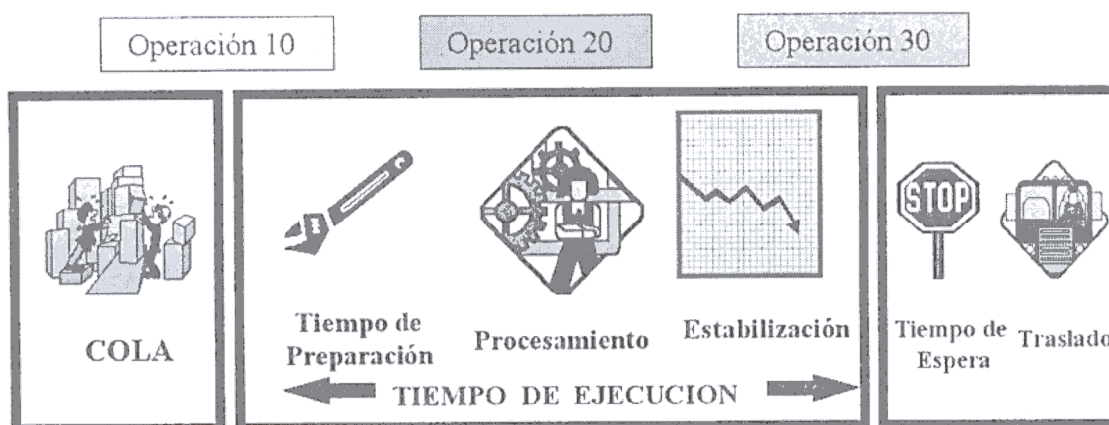 Operación 10
Operación 20
Operación 30
COLA
Tiempo de
Preparación
Procesamiento
Estabilización
TIEMPO DE EJECUCION
STOP
Tiempo de
Espera
Traslado